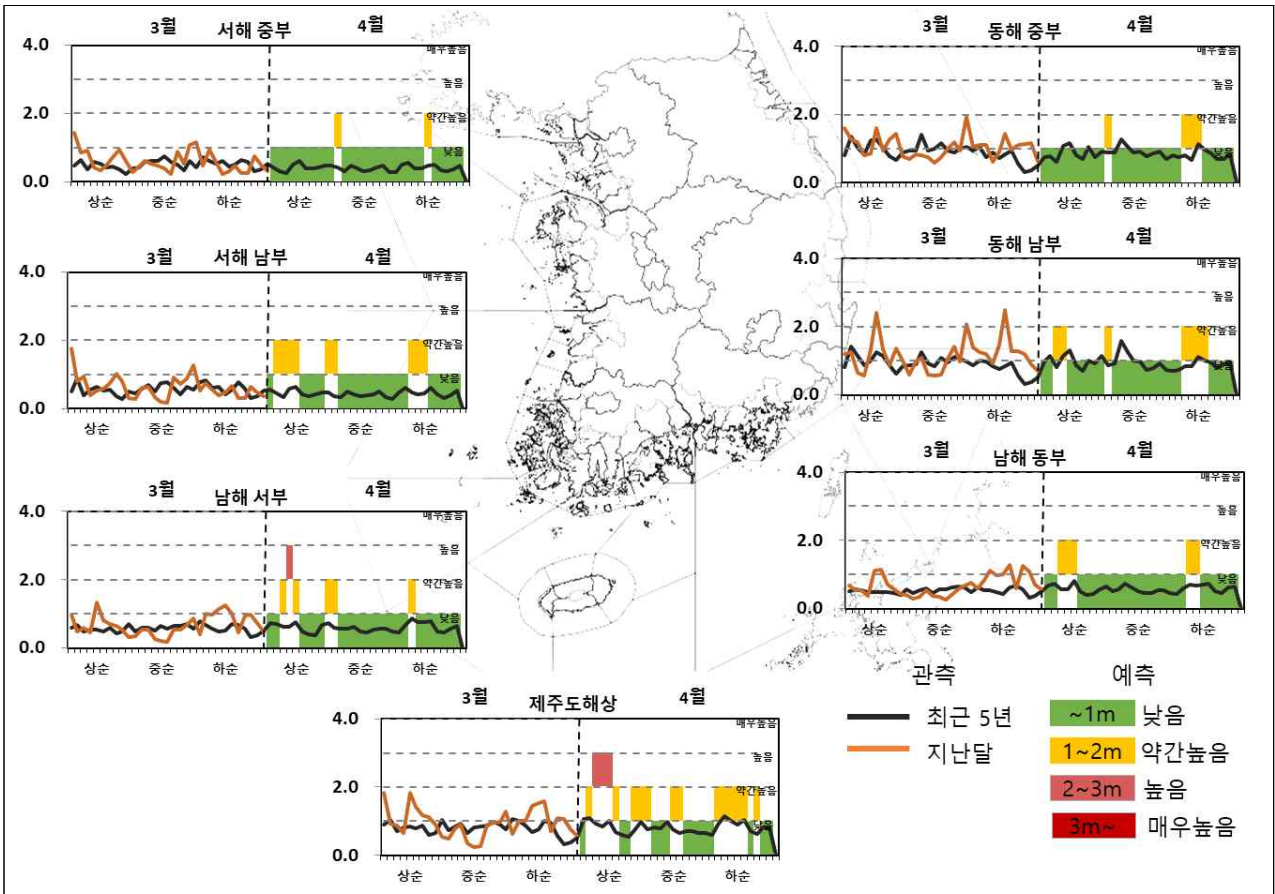 3월 서해 중부 4월
4.0
매우높음
높음
2.0
약간높음
낮음
0.0
상순 중순 하순 상순 중순 하순
3월 동해 중부 4월
4.0
매우높음
높음
2.0
약간높음
낮음
0.0
상순 중순 하순 상순 중순 하순
3월 서해 남부 4월
4.0
매우높음
높음
2.0
약간높음
낮음
0.0
상순 중순 하순 상순 중순 하순
3월 동해 남부 4월
4.0
매우높음
높음
2.0
약간높음
낮음
0.0
상순 중순 하순 상순 중순 하순
3월 남해 서부 4월
4.0
매우높음
높음
2.0
약간높음
낮음
0.0
상순 중순 하순 상순 중순 하순
3월 남해 동부 4월
4.0
매우높음
높음
2.0
약간높음
낮음
0.0
상순 중순 하순 상순 중순 하순
3월 제주도해상 4월
4.0
매우높음
높음
2.0
약간높음
낮음
0.0
상순 중순 하순 상순 중순 하순
관측 예측
최근 5년 ~1m 낮음
지난달 1~2m 약간높음
2~3m 높음
3m~ 매우높음